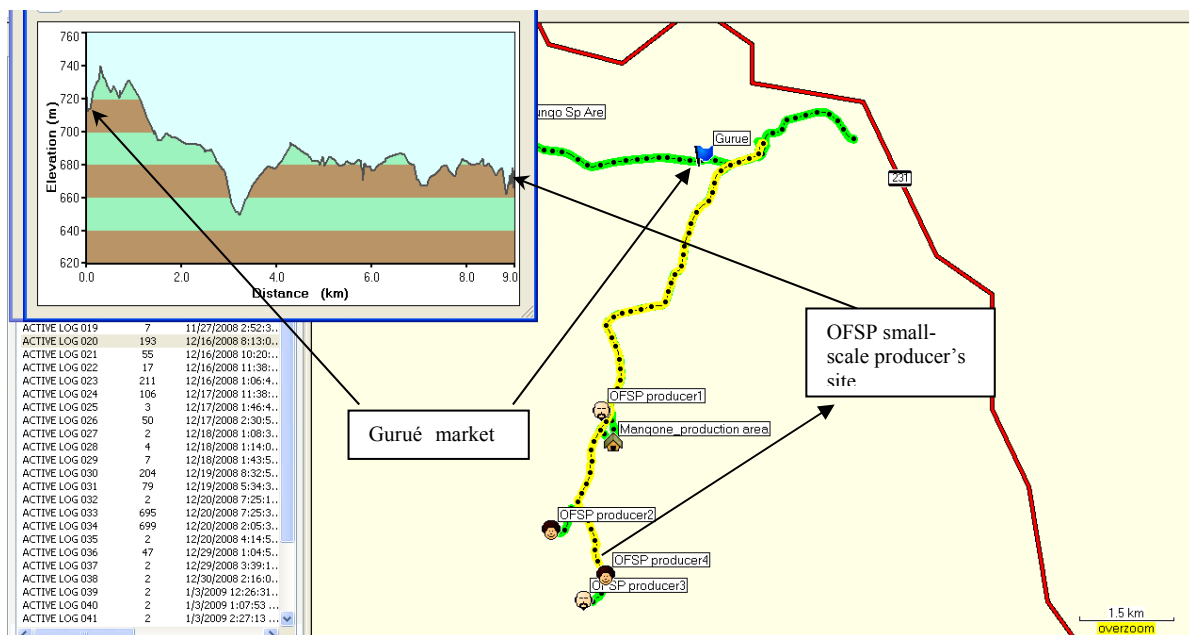 760
740
720
700
680
660
640
620
Elevation (m)
0.0 2.0 4.0 6.0 8.0 9.0
Distance (km)
ungo Sp Are
Gurue
231
OFSP small-
scale producer's
site
Gurué market
OFSP producer1
Mangone_production area
OFSP producer2
OFSP producer4
OFSP producer3
1.5 km
overzoom
ACTIVE LOG 019 7 11/27/2008 2:52:3...
ACTIVE LOG 020 193 12/16/2008 8:13:0...
ACTIVE LOG 021 55 12/16/2008 10:20:...
ACTIVE LOG 022 17 12/16/2008 11:38:...
ACTIVE LOG 023 211 12/16/2008 1:06:4...
ACTIVE LOG 024 106 12/17/2008 11:38:...
ACTIVE LOG 025 3 12/17/2008 1:46:4...
ACTIVE LOG 026 50 12/17/2008 2:30:5...
ACTIVE LOG 027 2 12/18/2008 1:08:3...
ACTIVE LOG 028 4 12/18/2008 1:14:0...
ACTIVE LOG 029 7 12/18/2008 1:43:5...
ACTIVE LOG 030 204 12/19/2008 8:32:5...
ACTIVE LOG 031 79 12/19/2008 5:34:3...
ACTIVE LOG 032 2 12/20/2008 7:25:1...
ACTIVE LOG 033 695 12/20/2008 7:25:3...
ACTIVE LOG 034 699 12/20/2008 2:05:3...
ACTIVE LOG 035 2 12/20/2008 4:14:5...
ACTIVE LOG 036 47 12/29/2008 1:04:5...
ACTIVE LOG 037 2 12/29/2008 3:39:1...
ACTIVE LOG 038 2 12/30/2008 2:16:0...
ACTIVE LOG 039 2 1/3/2009 12:26:31...
ACTIVE LOG 040 2 1/3/2009 1:07:53 ...
ACTIVE LOG 041 2 1/3/2009 2:27:13 ...